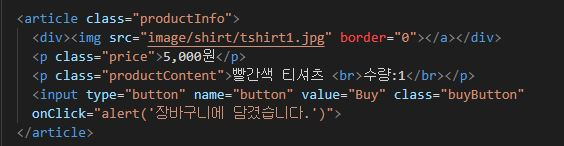 <article class="productInfo">
<div><img src="image/shirt/tshirt1.jpg" border="0"></a></div>
<p class="price">5,000원</p>
<p class="productContent">빨간색 티셔츠 <br>수량:1</br></p>
<input type="button" name="button" value="Buy" class="buyButton"
onClick="alert('장바구니에 담겼습니다.')">
</article>